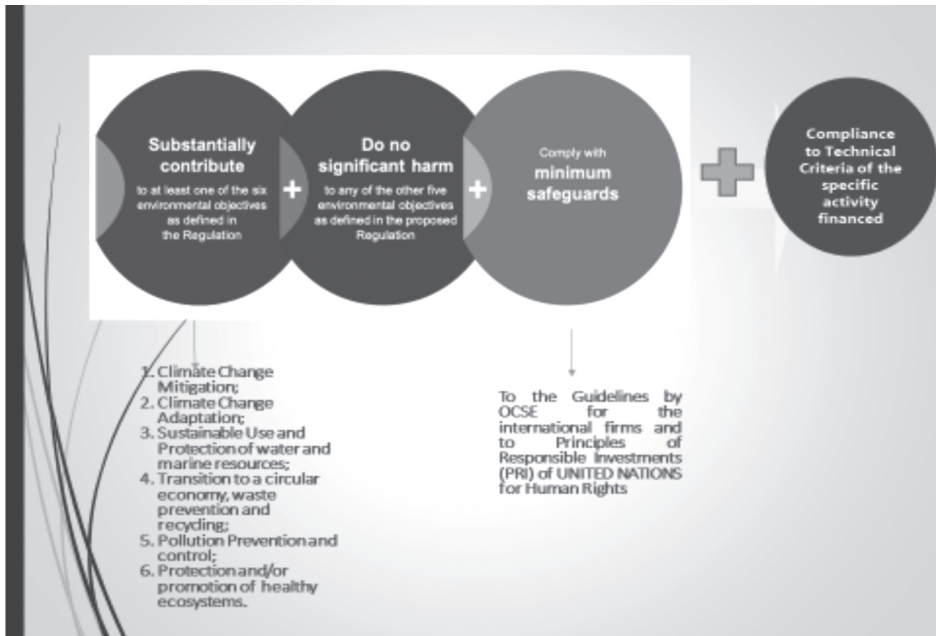 Substantially
contribute
to at least one of the six
environmental objectives
as defined in
the Regulation
+
Do no
significant harm
to any of the other five
environmental objectives
as defined in the proposed
Regulation
+
Comply with
minimum
safeguards
Compliance
to Technical
Criteria of the
specific
activity
financed
1. Climate Change
Mitigation;
2. Climate Change
Adaptation;
3. Sustainable Use and
Protection of water and
marine resources;
4. Transition to a circular
economy, waste
prevention and
recycling;
5. Pollution Prevention and
control;
6. Protection and/or
promotion of healthy
ecosystems.
To the Guidelines by
OCSE for the
international firms and
to Principles of
Responsible Investments
(PRI) of UNITED NATIONS
for Human Rights